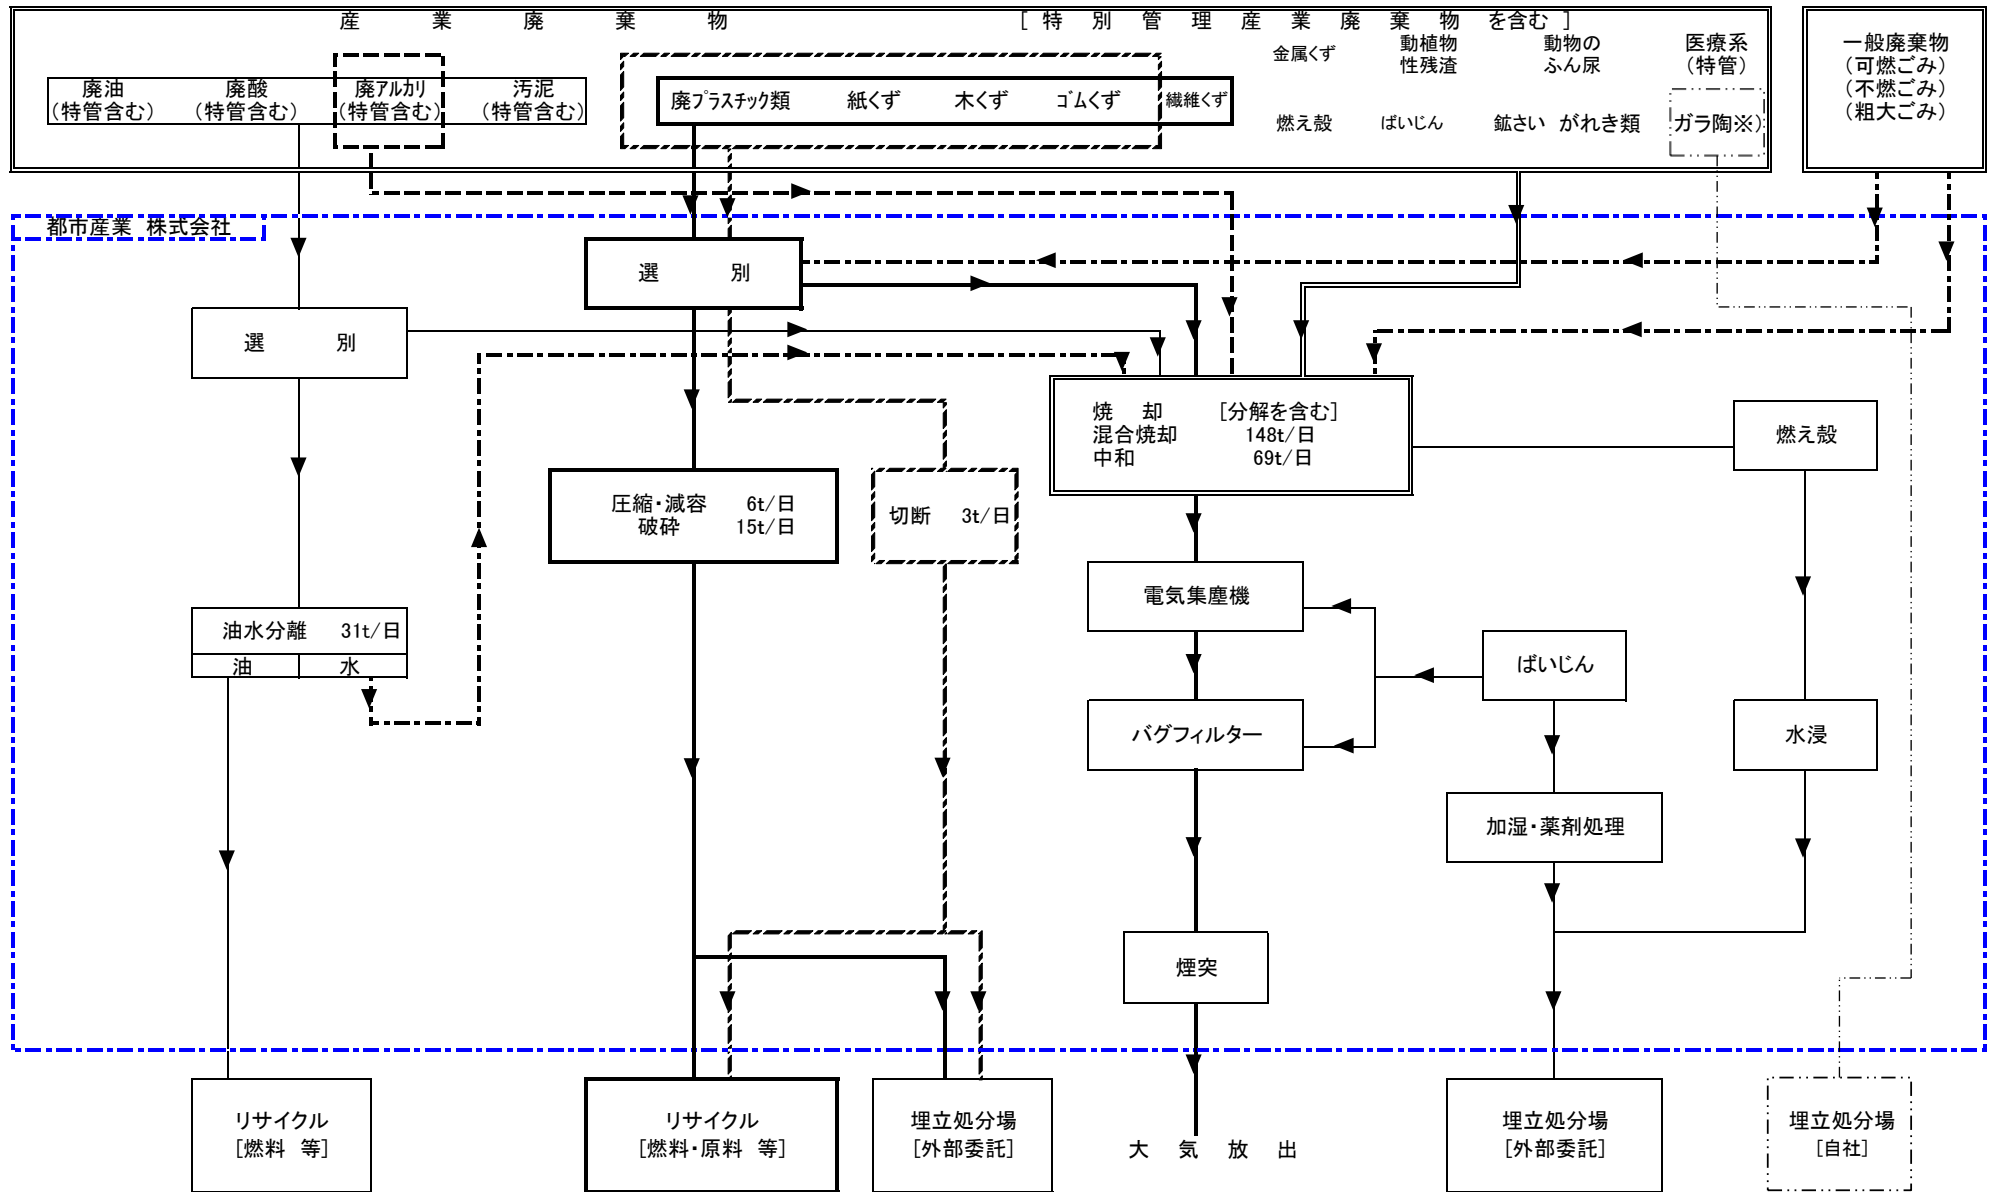 産 業 廃 棄 物 [ 特 別 管 理 産 業 廃 棄 物 を含む ]
廃油
(特管含む)
廃酸
(特管含む)
廃アルカリ
(特管含む)
汚泥
(特管含む)
廃プラスチック類 紙くず 木くず ゴムくず 繊維くず
金属くず
動植物
性残渣
動物の
ふん尿
医療系
(特管)
燃え殻 ばいじん 鉱さい がれき類 ガラ陶※)
一般廃棄物
(可燃ごみ)
(不燃ごみ)
(粗大ごみ)
都市産業 株式会社
選 別
選 別
焼 却 [分解を含む]
混合焼却 148t/日
中和 69t/日
燃え殻
圧縮・減容 6t/日
破砕 15t/日
切断 3t/日
電気集塵機
油水分離 31t/日
油 水
ばいじん
バグフィルター
水浸
加湿・薬剤処理
煙突
リサイクル
[燃料 等]
リサイクル
[燃料・原料 等]
埋立処分場
[外部委託]
大 気 放 出
埋立処分場
[外部委託]
埋立処分場
[自社]